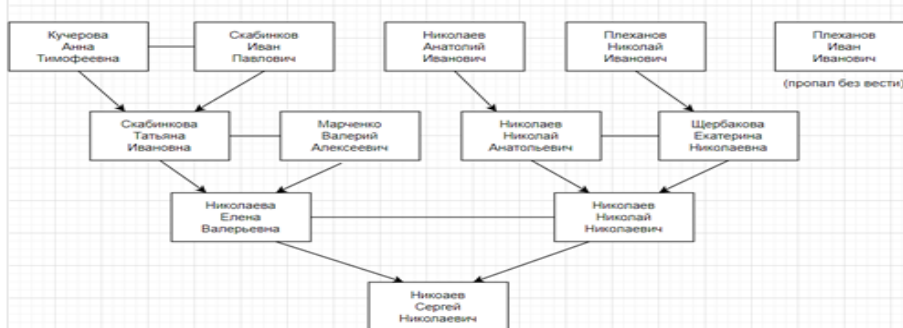 Кучерова
Анна
Тимофеевна
Скабинков
Иван
Павлович
Николаев
Анатолий
Иванович
Плеханов
Николай
Иванович
Плеханов
Иван
Иванович
(пропал без вести)
Скабинкова
Татьяна
Ивановна
Марченко
Валерий
Алексеевич
Николаев
Николай
Анатольевич
Щербакова
Екатерина
Николаевна
Николаева
Елена
Валерьевна
Николаев
Николай
Николаевич
Никоаев
Сергей
Николаевич